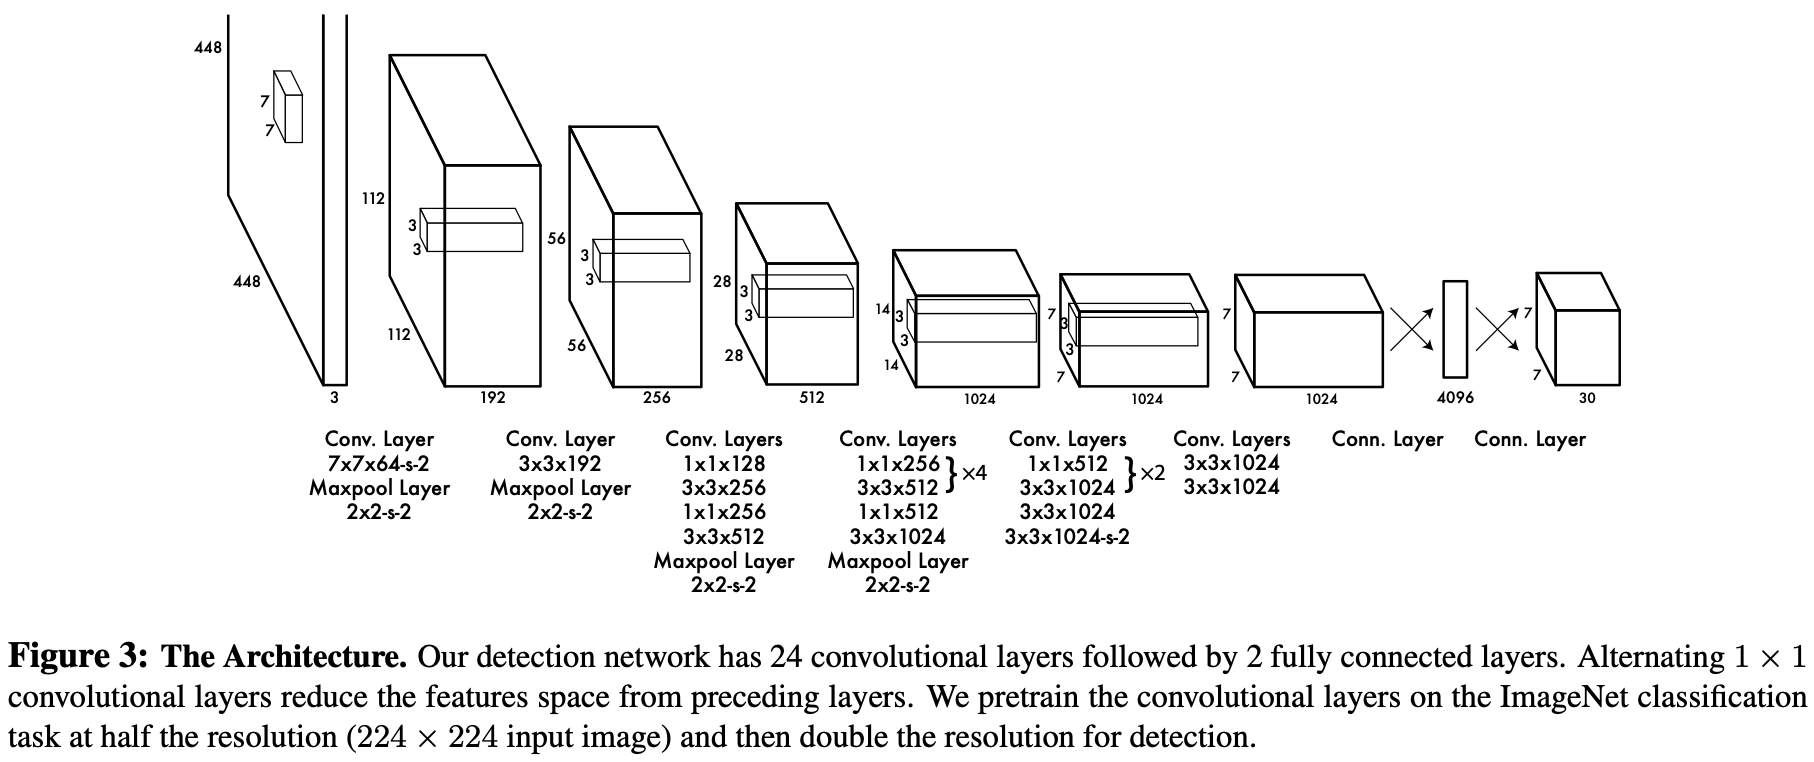 448
7
7
448
3
112
3
3
112
192
56
3
3
56
256
28
3
3
28
512
14
3
3
14
1024
7
3
3
7
1024
7
7
1024
4096
7
7
30
Conv. Layer
7x7x64-s-2
Maxpool Layer
2x2-s-2
Conv. Layer
3x3x192
Maxpool Layer
2x2-s-2
Conv. Layers
1x1x128
3x3x256
1x1x256
3x3x512
Maxpool Layer
2x2-s-2
Conv. Layers
1x1x256
3x3x512
} ×4
1x1x512
3x3x1024
Maxpool Layer
2x2-s-2
Conv. Layers
1x1x512
3x3x1024
} ×2
3x3x1024
3x3x1024-s-2
Conv. Layers
3x3x1024
3x3x1024
Conn. Layer
Conn. Layer
Figure 3: The Architecture. Our detection network has 24 convolutional layers followed by 2 fully connected layers. Alternating 1 × 1
convolutional layers reduce the features space from preceding layers. We pretrain the convolutional layers on the ImageNet classification
task at half the resolution (224 × 224 input image) and then double the resolution for detection.